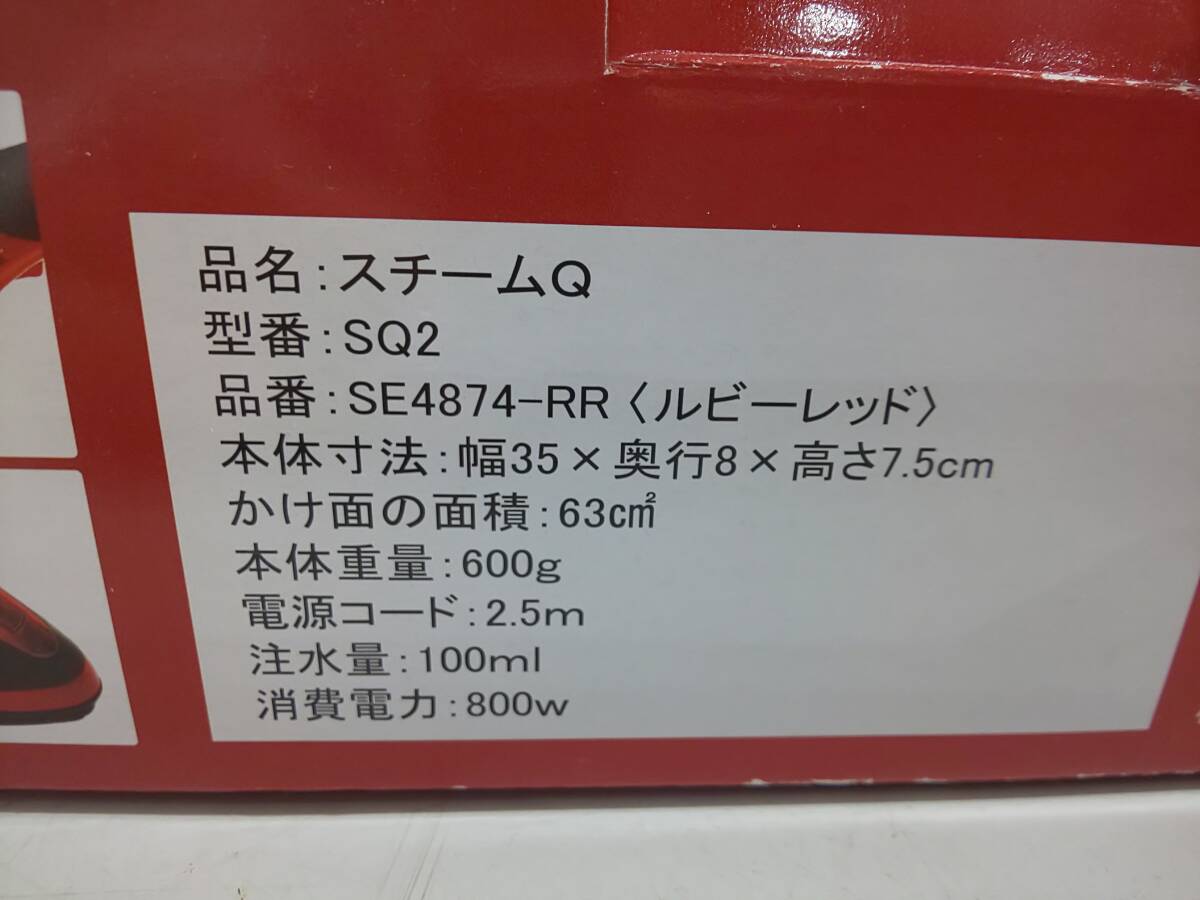 品名:スチームQ
型番:SQ2
品番:SE4874-RR〈ルビーレッド〉
本体寸法:幅35×奥行8×高さ7.5cm
かけ面の面積:63c㎡
本体重量:600g
電源コード:2.5m
注水量:100ml
消費電力:800w